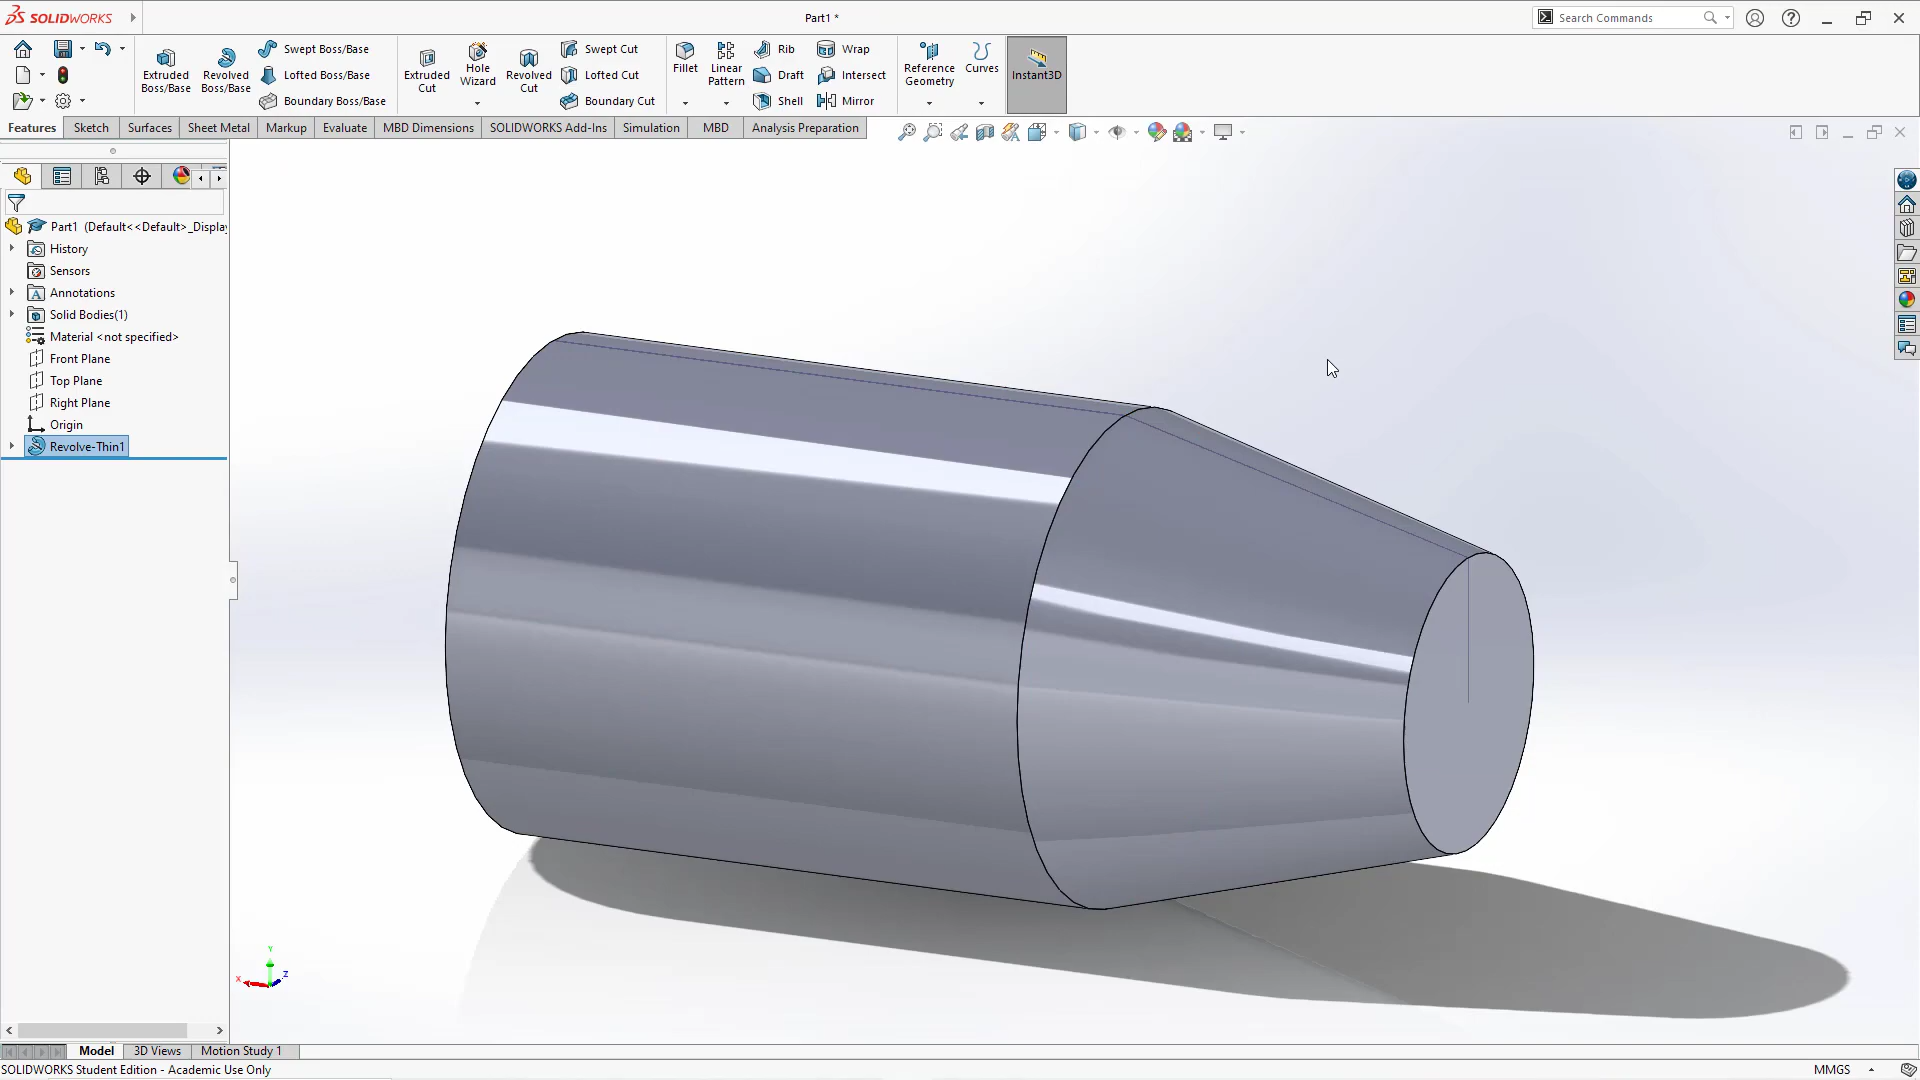 SOLIDWORKS
Part1 *
Search Commands
Extruded Boss/Base
Revolved Boss/Base
Swept Boss/Base
Lofted Boss/Base
Boundary Boss/Base
Extruded Cut
Hole Wizard
Revolved Cut
Swept Cut
Lofted Cut
Boundary Cut
Fillet
Linear Pattern
Rib
Draft
Shell
Wrap
Intersect
Mirror
Reference Geometry
Curves
Instant3D
Features
Sketch
Surfaces
Sheet Metal
Markup
Evaluate
MBD Dimensions
SOLIDWORKS Add-Ins
Simulation
MBD
Analysis Preparation
Part1 (Default<<Default>_Display
History
Sensors
Annotations
Solid Bodies(1)
Material <not specified>
Front Plane
Top Plane
Right Plane
Origin
Revolve-Thin1
Y
X
Z
Model
3D Views
Motion Study 1
SOLIDWORKS Student Edition - Academic Use Only
MMGS